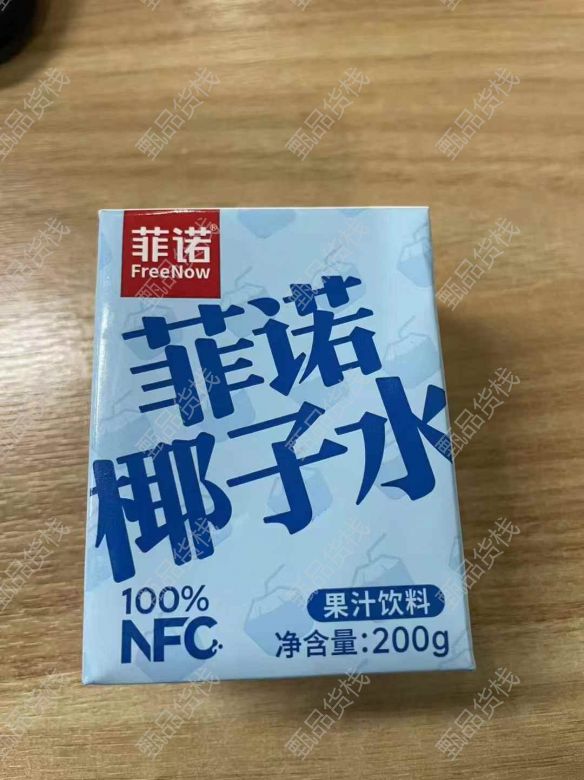 菲诺®
FreeNow
菲诺
椰子水
100%
NFC
果汁饮料
净含量:200g
甄品货栈